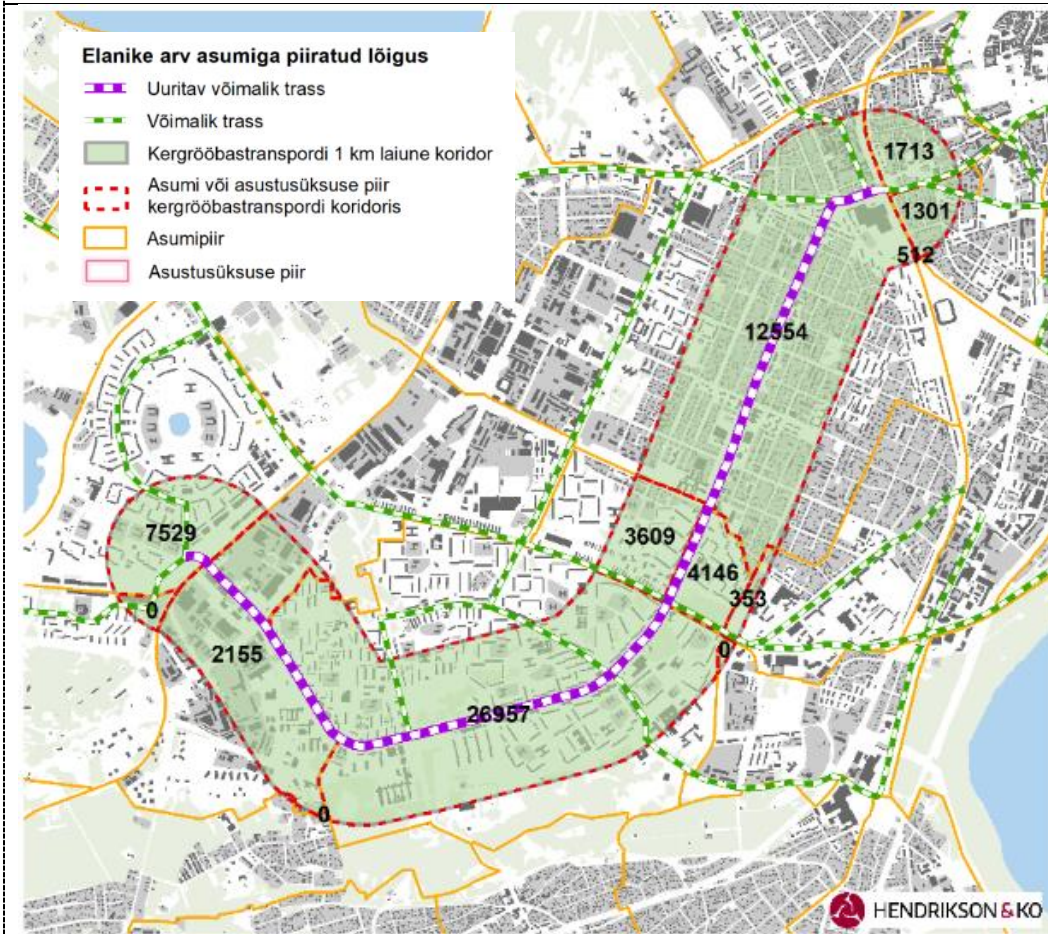 Elanike arv asumiga piiratud lõigus
Uuritav võimalik trass
Võimalik trass
Kergrööbastranspordi 1 km laiune koridor
Asumi või asustusüksuse piir
kergrööbastranspordi koridoris
Asumipiir
Asustusüksuse piir
1713
1301
512
12554
7529
3609
4146
353
0
0
2155
26957
0
HENDRIKSON & KO